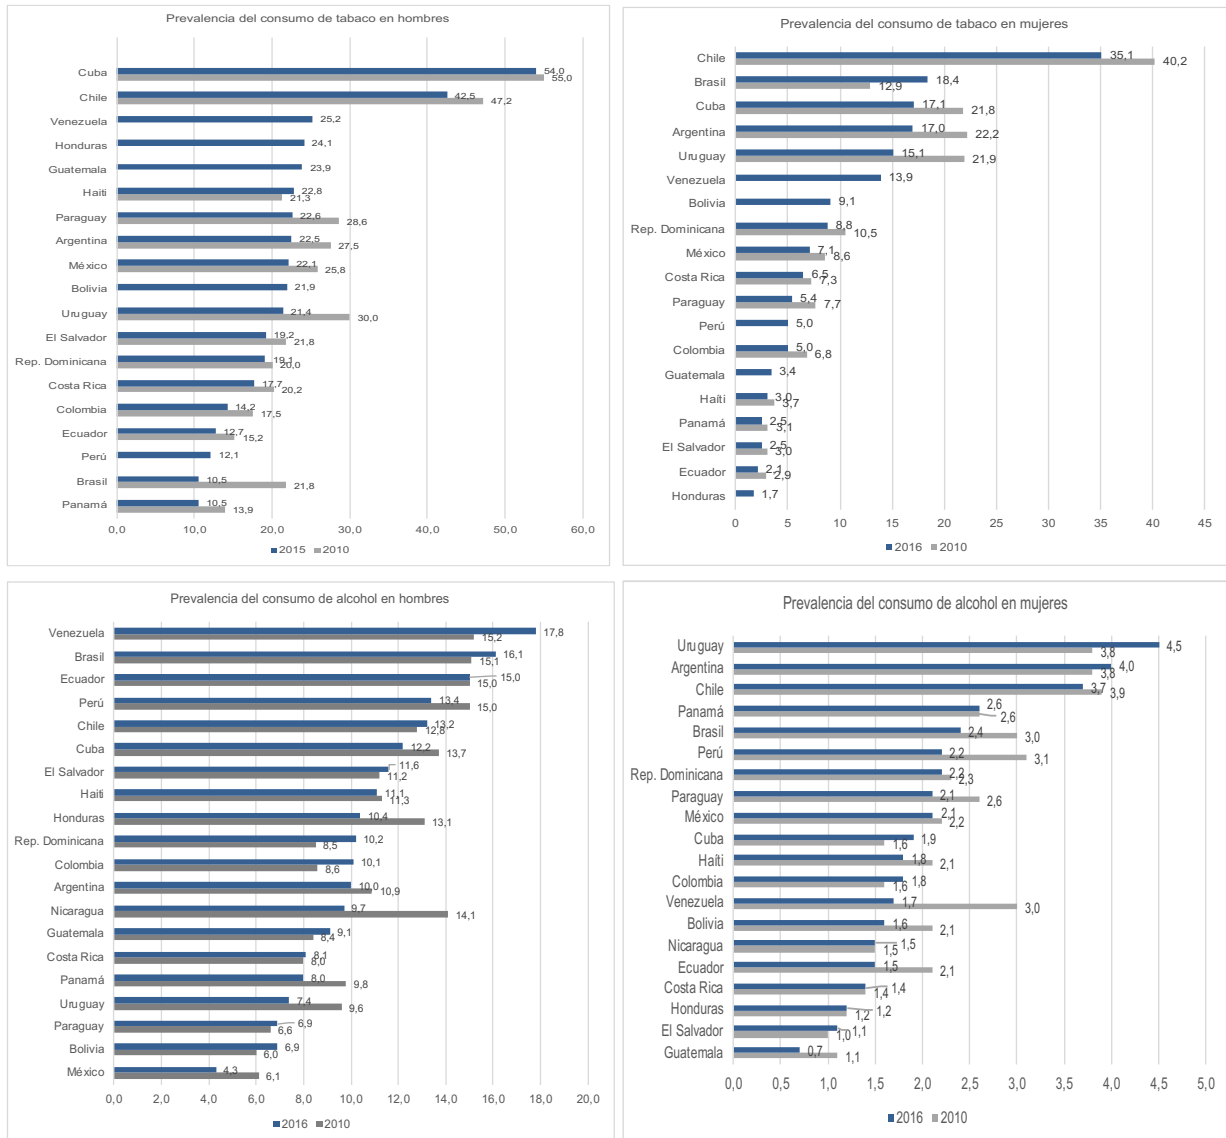 Prevalencia del consumo de tabaco en hombres
Cuba 54,0 55,0
Chile 42,5 47,2
Venezuela 25,2
Honduras 24,1
Guatemala 23,9
Haiti 22,8 21,3
Paraguay 22,6 28,6
Argentina 22,5 27,5
México 22,1 25,8
Bolivia 21,9
Uruguay 21,4 30,0
El Salvador 19,2 21,8
Rep. Dominicana 19,1 20,0
Costa Rica 17,7 20,2
Colombia 14,2 17,5
Ecuador 12,7 15,2
Perú 12,1
Brasil 10,5 21,8
Panamá 10,5 13,9
0,0 10,0 20,0 30,0 40,0 50,0 60,0
2015 2010
Prevalencia del consumo de tabaco en mujeres
Chile 35,1 40,2
Brasil 18,4 12,9
Cuba 17,1 21,8
Argentina 17,0 22,2
Uruguay 15,1 21,9
Venezuela 13,9
Bolivia 9,1
Rep. Dominicana 8,8 10,5
México 7,1 8,6
Costa Rica 6,5 7,3
Paraguay 5,4 7,7
Perú 5,0
Colombia 5,0 6,8
Guatemala 3,4
Haíti 3,0 3,7
Panamá 2,5 3,1
El Salvador 2,5 3,0
Ecuador 2,1 2,9
Honduras 1,7
0 5 10 15 20 25 30 35 40 45
2016 2010
Prevalencia del consumo de alcohol en hombres
Venezuela 17,8 15,2
Brasil 16,1 15,1
Ecuador 15,0 15,0
Perú 13,4 15,0
Chile 13,2 12,8
Cuba 12,2 13,7
El Salvador 11,6 11,2
Haiti 11,1 11,3
Honduras 10,4 13,1
Rep. Dominicana 10,2 8,5
Colombia 10,1 8,6
Argentina 10,0 10,9
Nicaragua 9,7 14,1
Guatemala 9,1 8,4
Costa Rica 8,1 8,0
Panamá 8,0 9,8
Uruguay 7,4 9,6
Paraguay 6,9 6,6
Bolivia 6,9 6,0
México 4,3 6,1
0,0 2,0 4,0 6,0 8,0 10,0 12,0 14,0 16,0 18,0 20,0
2016 2010
Prevalencia del consumo de alcohol en mujeres
Uruguay 4,5 3,8
Argentina 4,0 3,8
Chile 3,7 3,9
Panamá 2,6 2,6
Brasil 2,4 3,0
Perú 2,2 3,1
Rep. Dominicana 2,2 2,3
Paraguay 2,1 2,6
México 2,1 2,2
Cuba 1,9 1,6
Haíti 1,8 2,1
Colombia 1,8 1,6
Venezuela 1,7 3,0
Bolivia 1,6 2,1
Nicaragua 1,5 1,5
Ecuador 1,5 2,1
Costa Rica 1,4 1,4
Honduras 1,2 1,2
El Salvador 1,1 1,0
Guatemala 0,7 1,1
0,0 0,5 1,0 1,5 2,0 2,5 3,0 3,5 4,0 4,5 5,0
2016 2010